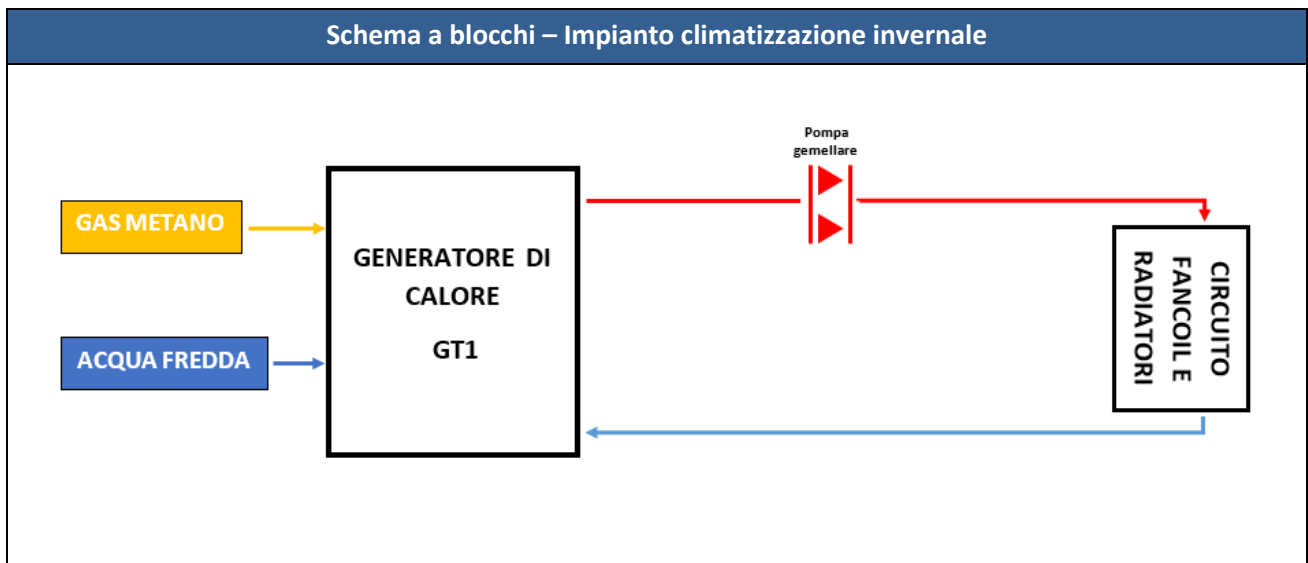 Schema a blocchi – Impianto climatizzazione invernale
Pompa
gemellare
GAS METANO
GENERATORE DI
CALORE
GT1
ACQUA FREDDA
CIRCUITO
FANCOIL E
RADIATORI